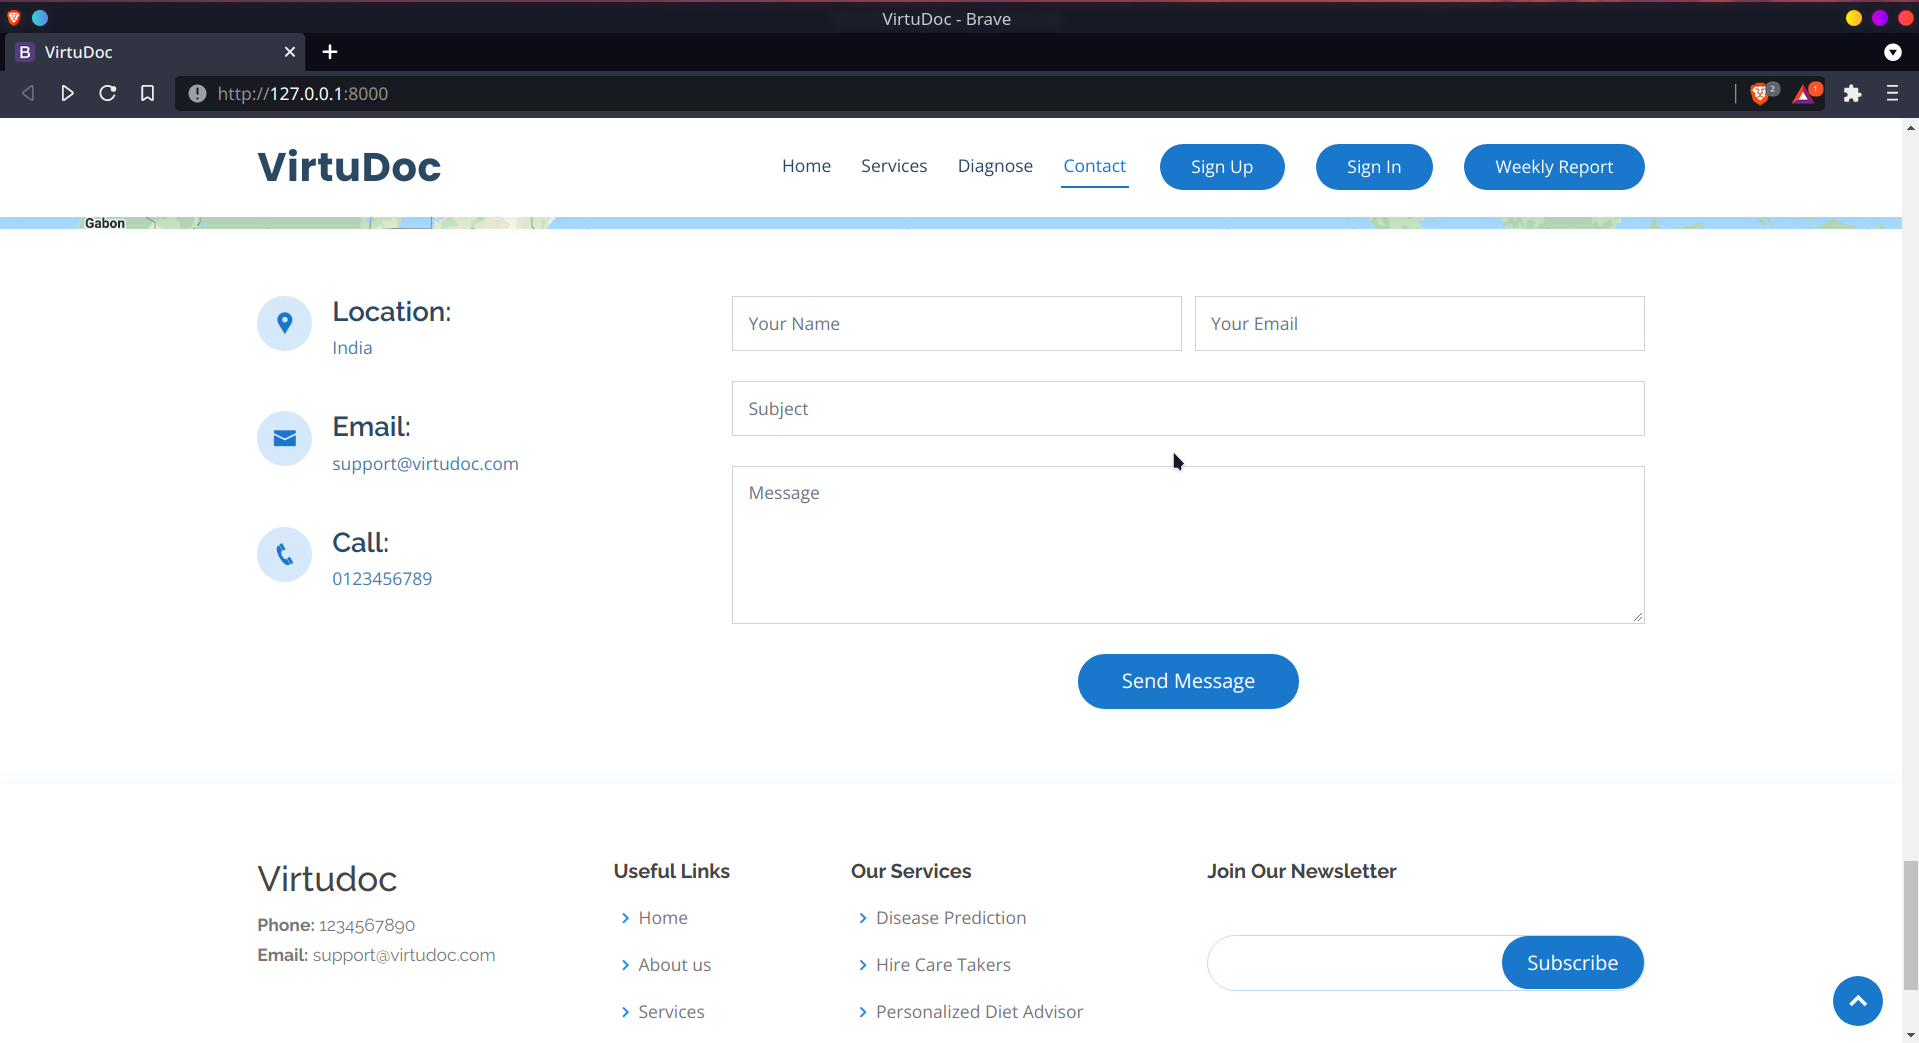 VirtuDoc - Brave
B VirtuDoc
http://127.0.0.1:8000
2
1
VirtuDoc
Home Services Diagnose Contact Sign Up Sign In Weekly Report
Gabon
Location:
India
Your Name Your Email
Subject
Email:
support@virtudoc.com
Message
Call:
0123456789
Send Message
Virtudoc
Phone: 1234567890
Email: support@virtudoc.com
Useful Links
Home
About us
Services
Our Services
Disease Prediction
Hire Care Takers
Personalized Diet Advisor
Join Our Newsletter
Subscribe